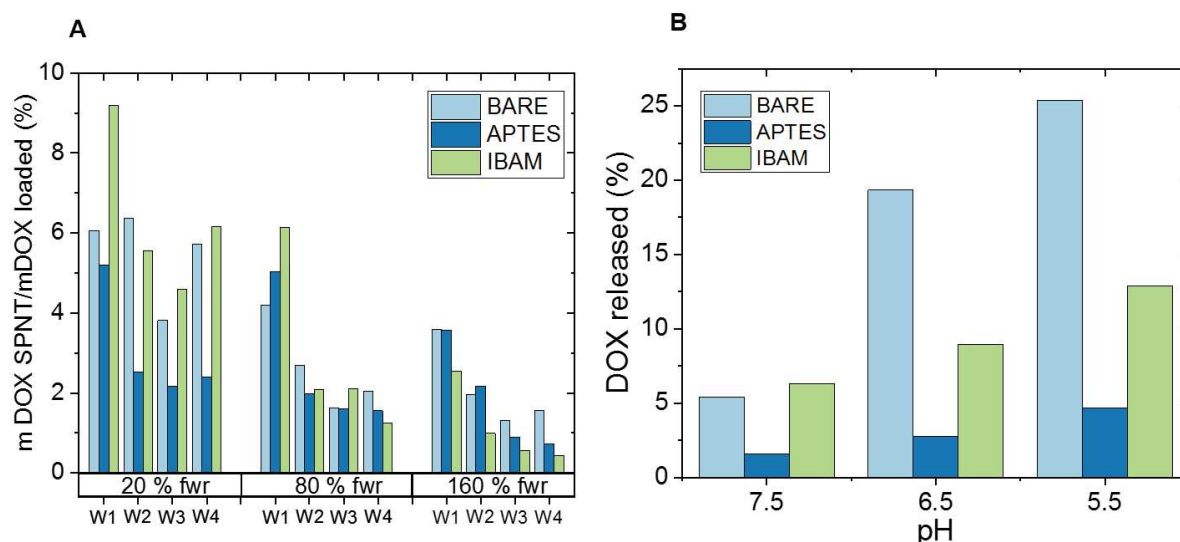 A
m DOX SPNT/mDOX loaded (%)
10
8
6
4
2
0
BARE
APTES
IBAM
20 % fwr
80 % fwr
160 % fwr
W1 W2 W3 W4 W1 W2 W3 W4 W1 W2 W3 W4
B
DOX released (%)
25
20
15
10
5
0
BARE
APTES
IBAM
7.5 6.5 5.5
pH